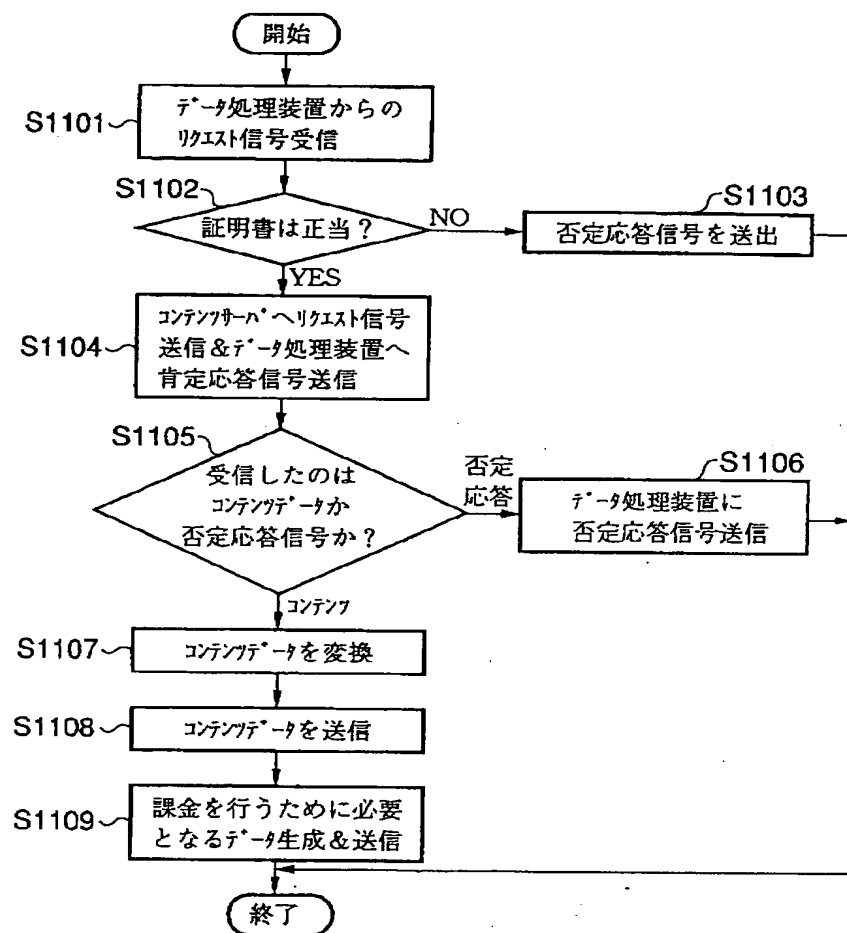 開始
S1101
データ処理装置からの
リクエスト信号受信
S1102
証明書は正当？
NO
S1103
否定応答信号を送出
YES
S1104
コンテンツサーバへリクエスト信号
送信＆データ処理装置へ
肯定応答信号送信
S1105
受信したのは
コンテンツデータか
否定応答信号か？
否定
応答
S1106
データ処理装置に
否定応答信号送信
コンテンツ
S1107
コンテンツデータを変換
S1108
コンテンツデータを送信
S1109
課金を行うために必要
となるデータ生成＆送信
終了